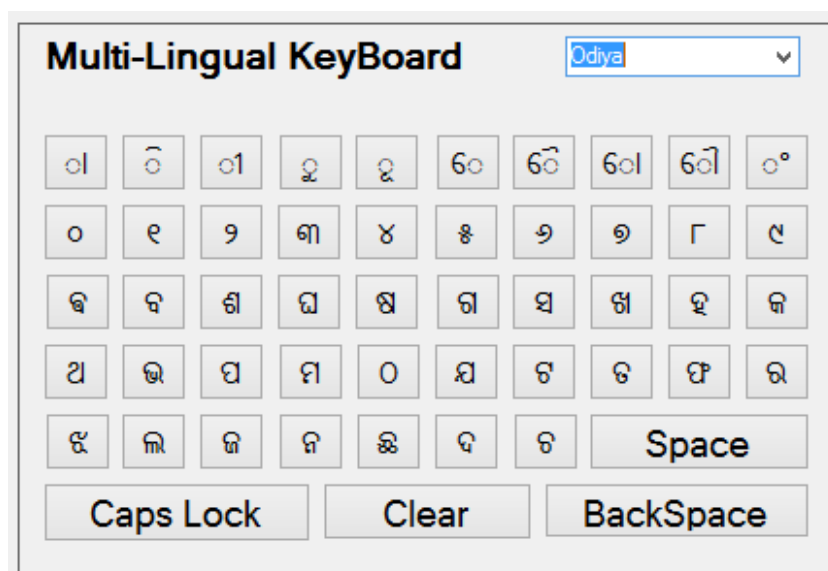 Multi-Lingual KeyBoard Odiya
ା ି ୀ ୁ ୂ େ ୈ ୋ ୌ ଂ
୦ ୧ ୨ ୩ ୪ ୫ ୬ ୭ ୮ ୯
ଵ ବ ଶ ଘ ଷ ଗ ସ ଖ ହ କ
ଥ ଭ ପ ମ ଠ ଯ ଟ ତ ଫ ର
ଝ ଲ ଜ ନ ଛ ଦ ଚ Space
Caps Lock Clear BackSpace